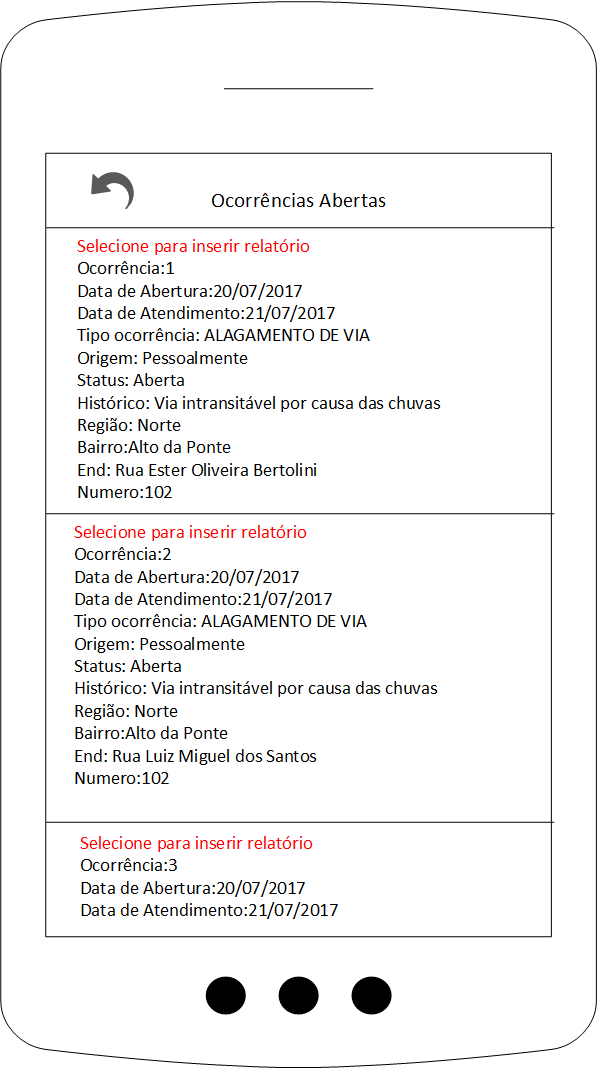 Ocorrências Abertas
Selecione para inserir relatório
Ocorrência:1
Data de Abertura:20/07/2017
Data de Atendimento:21/07/2017
Tipo ocorrência: ALAGAMENTO DE VIA
Origem: Pessoalmente
Status: Aberta
Histórico: Via intransitável por causa das chuvas
Região: Norte
Bairro:Alto da Ponte
End: Rua Ester Oliveira Bertolini
Numero:102
Selecione para inserir relatório
Ocorrência:2
Data de Abertura:20/07/2017
Data de Atendimento:21/07/2017
Tipo ocorrência: ALAGAMENTO DE VIA
Origem: Pessoalmente
Status: Aberta
Histórico: Via intransitável por causa das chuvas
Região: Norte
Bairro:Alto da Ponte
End: Rua Luiz Miguel dos Santos
Numero:102
Selecione para inserir relatório
Ocorrência:3
Data de Abertura:20/07/2017
Data de Atendimento:21/07/2017